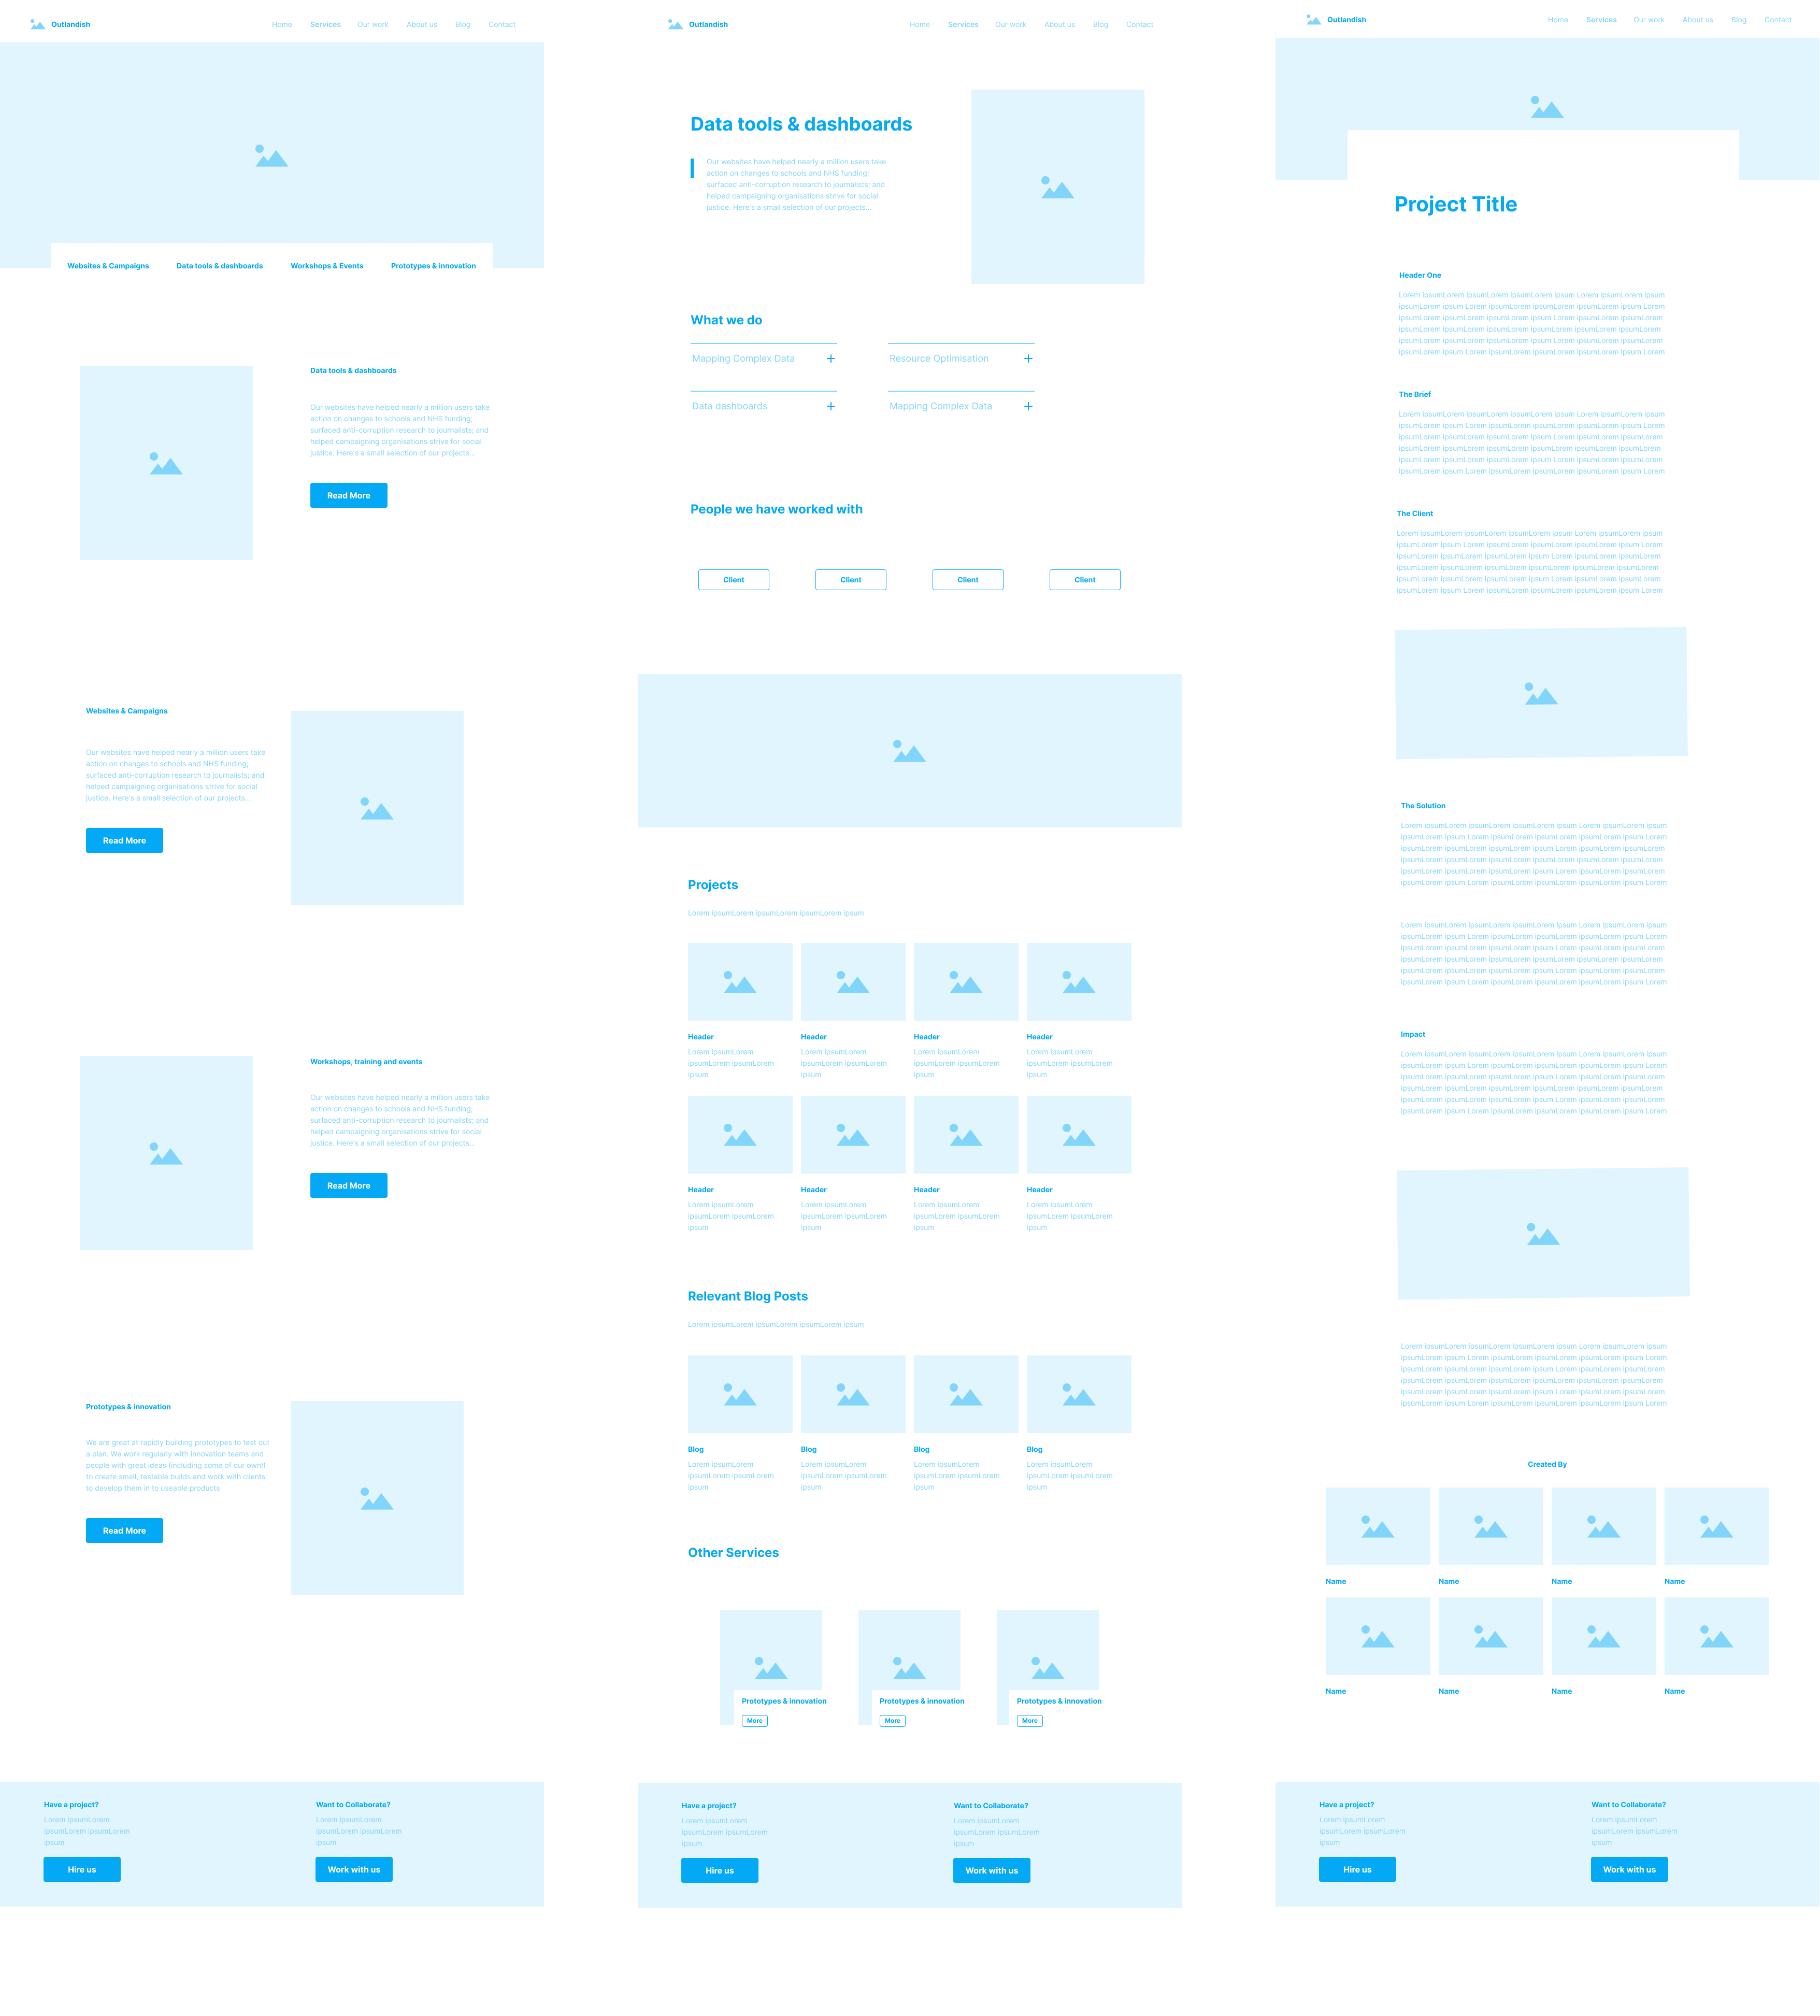 Outlandish
Home Services Our work About us Blog Contact
Websites & Campaigns Data tools & dashboards Workshops & Events Prototypes & innovation
Data tools & dashboards
Our websites have helped nearly a million users take
action on changes to schools and NHS funding;
surfaced anti-corruption research to journalists; and
helped campaigning organisations strive for social
justice. Here's a small selection of our projects...
Read More
Websites & Campaigns
Our websites have helped nearly a million users take
action on changes to schools and NHS funding;
surfaced anti-corruption research to journalists; and
helped campaigning organisations strive for social
justice. Here's a small selection of our projects...
Read More
Workshops, training and events
Our websites have helped nearly a million users take
action on changes to schools and NHS funding;
surfaced anti-corruption research to journalists; and
helped campaigning organisations strive for social
justice. Here's a small selection of our projects...
Read More
Prototypes & innovation
We are great at rapidly building prototypes to test out
a plan. We work regularly with innovation teams and
people with great ideas (including some of our own!)
to create small, testable builds and work with clients
to develop them in to useable products
Read More
Have a project?
Lorem ipsumLorem
ipsumLorem ipsumLorem
ipsum
Hire us
Want to Collaborate?
Lorem ipsumLorem
ipsumLorem ipsumLorem
ipsum
Work with us
Outlandish
Home Services Our work About us Blog Contact
Data tools & dashboards
Our websites have helped nearly a million users take
action on changes to schools and NHS funding;
surfaced anti-corruption research to journalists; and
helped campaigning organisations strive for social
justice. Here's a small selection of our projects...
What we do
Mapping Complex Data + Resource Optimisation +
Data dashboards + Mapping Complex Data +
People we have worked with
Client Client Client Client
Projects
Lorem ipsumLorem ipsumLorem ipsumLorem ipsum
Header Header Header Header
Lorem ipsumLorem Lorem ipsumLorem Lorem ipsumLorem Lorem ipsumLorem
ipsumLorem ipsumLorem ipsumLorem ipsumLorem ipsumLorem ipsumLorem ipsumLorem ipsumLorem
ipsum ipsum ipsum ipsum
Header Header Header Header
Lorem ipsumLorem Lorem ipsumLorem Lorem ipsumLorem Lorem ipsumLorem
ipsumLorem ipsumLorem ipsumLorem ipsumLorem ipsumLorem ipsumLorem ipsumLorem ipsumLorem
ipsum ipsum ipsum ipsum
Relevant Blog Posts
Lorem ipsumLorem ipsumLorem ipsumLorem ipsum
Blog Blog Blog Blog
Lorem ipsumLorem Lorem ipsumLorem Lorem ipsumLorem Lorem ipsumLorem
ipsumLorem ipsumLorem ipsumLorem ipsumLorem ipsumLorem ipsumLorem ipsumLorem ipsumLorem
ipsum ipsum ipsum ipsum
Other Services
Prototypes & innovation Prototypes & innovation Prototypes & innovation
More More More
Have a project?
Lorem ipsumLorem
ipsumLorem ipsumLorem
ipsum
Hire us
Want to Collaborate?
Lorem ipsumLorem
ipsumLorem ipsumLorem
ipsum
Work with us
Outlandish
Home Services Our work About us Blog Contact
Project Title
Header One
Lorem ipsumLorem ipsumLorem ipsumLorem ipsum Lorem ipsumLorem ipsum
ipsumLorem ipsum Lorem ipsumLorem ipsumLorem ipsumLorem ipsum Lorem
ipsumLorem ipsumLorem ipsumLorem ipsum Lorem ipsumLorem ipsumLorem
ipsumLorem ipsumLorem ipsumLorem ipsumLorem ipsumLorem ipsumLorem
ipsumLorem ipsumLorem ipsumLorem ipsum Lorem ipsumLorem ipsumLorem
ipsumLorem ipsum Lorem ipsumLorem ipsumLorem ipsumLorem ipsum Lorem
The Brief
Lorem ipsumLorem ipsumLorem ipsumLorem ipsum Lorem ipsumLorem ipsum
ipsumLorem ipsum Lorem ipsumLorem ipsumLorem ipsumLorem ipsum Lorem
ipsumLorem ipsumLorem ipsumLorem ipsum Lorem ipsumLorem ipsumLorem
ipsumLorem ipsumLorem ipsumLorem ipsumLorem ipsumLorem ipsumLorem
ipsumLorem ipsumLorem ipsumLorem ipsum Lorem ipsumLorem ipsumLorem
ipsumLorem ipsum Lorem ipsumLorem ipsumLorem ipsumLorem ipsum Lorem
The Client
Lorem ipsumLorem ipsumLorem ipsumLorem ipsum Lorem ipsumLorem ipsum
ipsumLorem ipsum Lorem ipsumLorem ipsumLorem ipsumLorem ipsum Lorem
ipsumLorem ipsumLorem ipsumLorem ipsum Lorem ipsumLorem ipsumLorem
ipsumLorem ipsumLorem ipsumLorem ipsumLorem ipsumLorem ipsumLorem
ipsumLorem ipsumLorem ipsumLorem ipsum Lorem ipsumLorem ipsumLorem
ipsumLorem ipsum Lorem ipsumLorem ipsumLorem ipsumLorem ipsum Lorem
The Solution
Lorem ipsumLorem ipsumLorem ipsumLorem ipsum Lorem ipsumLorem ipsum
ipsumLorem ipsum Lorem ipsumLorem ipsumLorem ipsumLorem ipsum Lorem
ipsumLorem ipsumLorem ipsumLorem ipsum Lorem ipsumLorem ipsumLorem
ipsumLorem ipsumLorem ipsumLorem ipsumLorem ipsumLorem ipsumLorem
ipsumLorem ipsumLorem ipsumLorem ipsum Lorem ipsumLorem ipsumLorem
ipsumLorem ipsum Lorem ipsumLorem ipsumLorem ipsumLorem ipsum Lorem
Lorem ipsumLorem ipsumLorem ipsumLorem ipsum Lorem ipsumLorem ipsum
ipsumLorem ipsum Lorem ipsumLorem ipsumLorem ipsumLorem ipsum Lorem
ipsumLorem ipsumLorem ipsumLorem ipsum Lorem ipsumLorem ipsumLorem
ipsumLorem ipsumLorem ipsumLorem ipsumLorem ipsumLorem ipsumLorem
ipsumLorem ipsumLorem ipsumLorem ipsum Lorem ipsumLorem ipsumLorem
ipsumLorem ipsum Lorem ipsumLorem ipsumLorem ipsumLorem ipsum Lorem
Impact
Lorem ipsumLorem ipsumLorem ipsumLorem ipsum Lorem ipsumLorem ipsum
ipsumLorem ipsum Lorem ipsumLorem ipsumLorem ipsumLorem ipsum Lorem
ipsumLorem ipsumLorem ipsumLorem ipsum Lorem ipsumLorem ipsumLorem
ipsumLorem ipsumLorem ipsumLorem ipsumLorem ipsumLorem ipsumLorem
ipsumLorem ipsumLorem ipsumLorem ipsum Lorem ipsumLorem ipsumLorem
ipsumLorem ipsum Lorem ipsumLorem ipsumLorem ipsumLorem ipsum Lorem
Lorem ipsumLorem ipsumLorem ipsumLorem ipsum Lorem ipsumLorem ipsum
ipsumLorem ipsum Lorem ipsumLorem ipsumLorem ipsumLorem ipsum Lorem
ipsumLorem ipsumLorem ipsumLorem ipsum Lorem ipsumLorem ipsumLorem
ipsumLorem ipsumLorem ipsumLorem ipsumLorem ipsumLorem ipsumLorem
ipsumLorem ipsumLorem ipsumLorem ipsum Lorem ipsumLorem ipsumLorem
ipsumLorem ipsum Lorem ipsumLorem ipsumLorem ipsumLorem ipsum Lorem
Created By
Name Name Name Name
Name Name Name Name
Have a project?
Lorem ipsumLorem
ipsumLorem ipsumLorem
ipsum
Hire us
Want to Collaborate?
Lorem ipsumLorem
ipsumLorem ipsumLorem
ipsum
Work with us